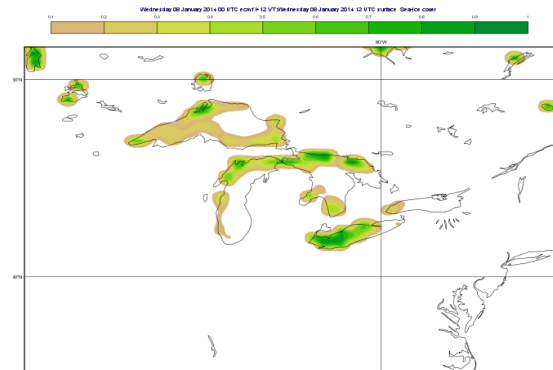 Wednesday 08 January 2014 00 UTC ecmf t+12 VT:Wednesday 08 January 2014 12 UTC surface Sea-ice cover
0.1 0.2 0.3 0.4 0.5 0.6 0.7 0.8 0.9 1
80°W
50°N
40°N